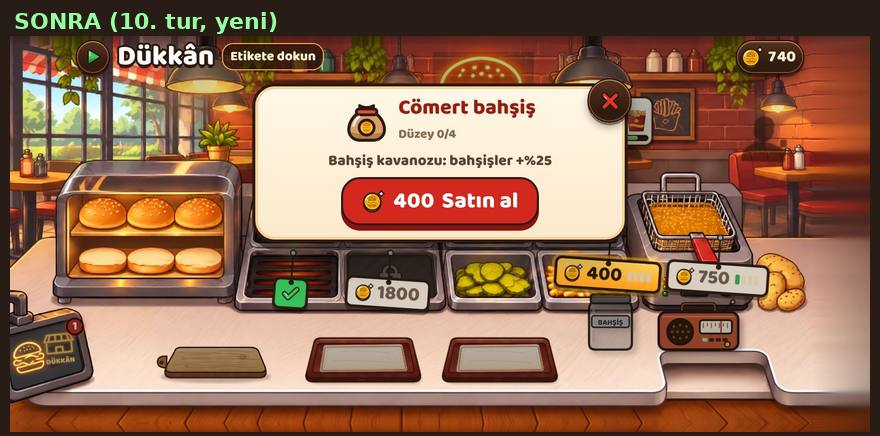 SONRA (10. tur, yeni)
Dükkân
Etikete dokun
740
Cömert bahşiş
Düzey 0/4
Bahşiş kavanozu: bahşişler +%25
400 Satın al
400
750
1800
BAHŞİŞ
1
DÜKKÂN